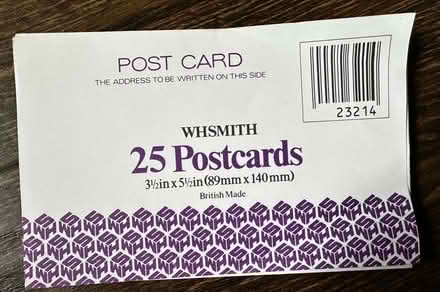 POST CARD
THE ADDRESS TO BE WRITTEN ON THIS SIDE
23214
WHSMITH
25 Postcards
3½in x 5½in (89mm x 140mm)
British Made